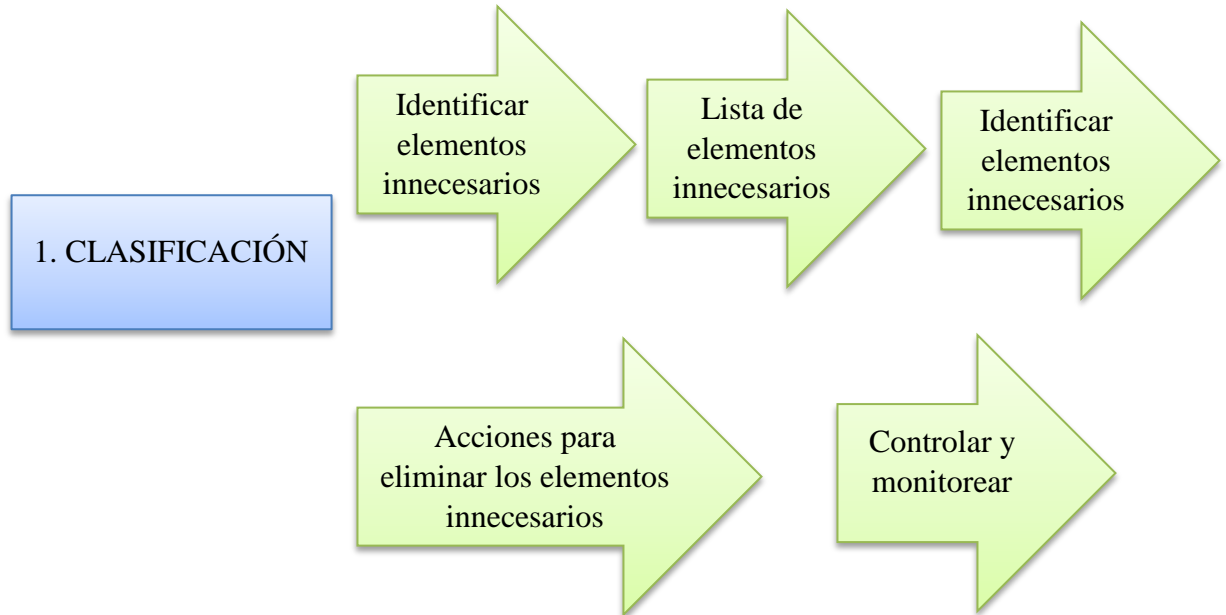 1. CLASIFICACIÓN
Identificar
elementos
innecesarios
Lista de
elementos
innecesarios
Identificar
elementos
innecesarios
Acciones para
eliminar los elementos
innecesarios
Controlar y
monitorear